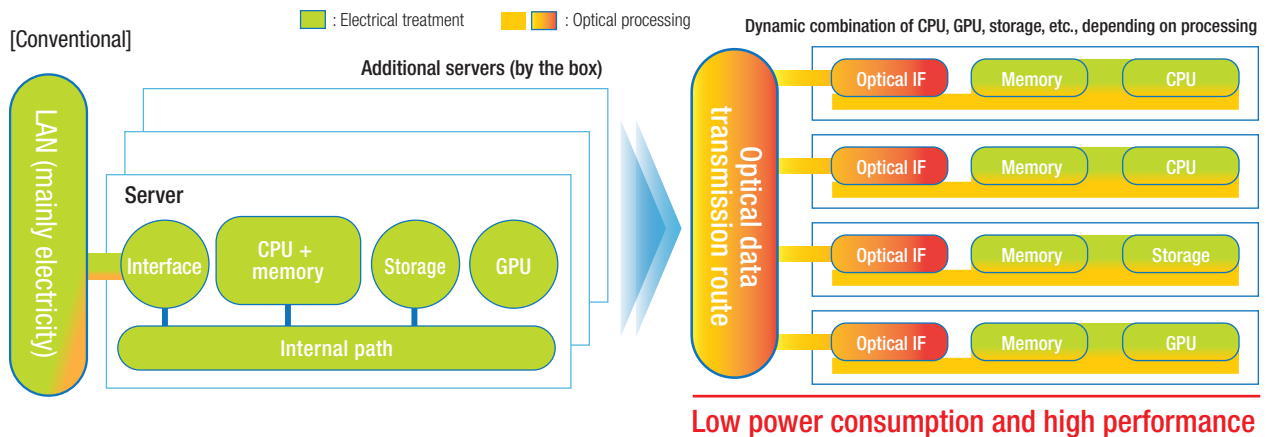 : Electrical treatment
: Optical processing
[Conventional]
Additional servers (by the box)
LAN (mainly electricity)
Server
Interface
CPU +
memory
Storage
GPU
Internal path
Dynamic combination of CPU, GPU, storage, etc., depending on processing
Optical data
transmission route
Optical IF Memory CPU
Optical IF Memory CPU
Optical IF Memory Storage
Optical IF Memory GPU
Low power consumption and high performance